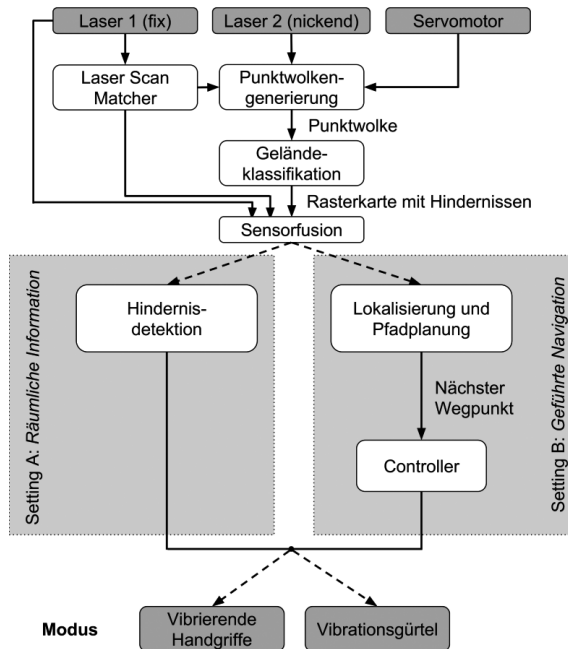 Laser 1 (fix)
Laser 2 (nickend)
Servomotor
Laser Scan
Matcher
Punktwolken-
generierung
Punktwolke
Gelände-
klassifikation
Rasterkarte mit Hindernissen
Sensorfusion
Setting A: Räumliche Information
Hindernis-
detektion
Lokalisierung und
Pfadplanung
Nächster
Wegpunkt
Controller
Setting B: Geführte Navigation
Modus
Vibrierende
Handgriffe
Vibrationsgürtel